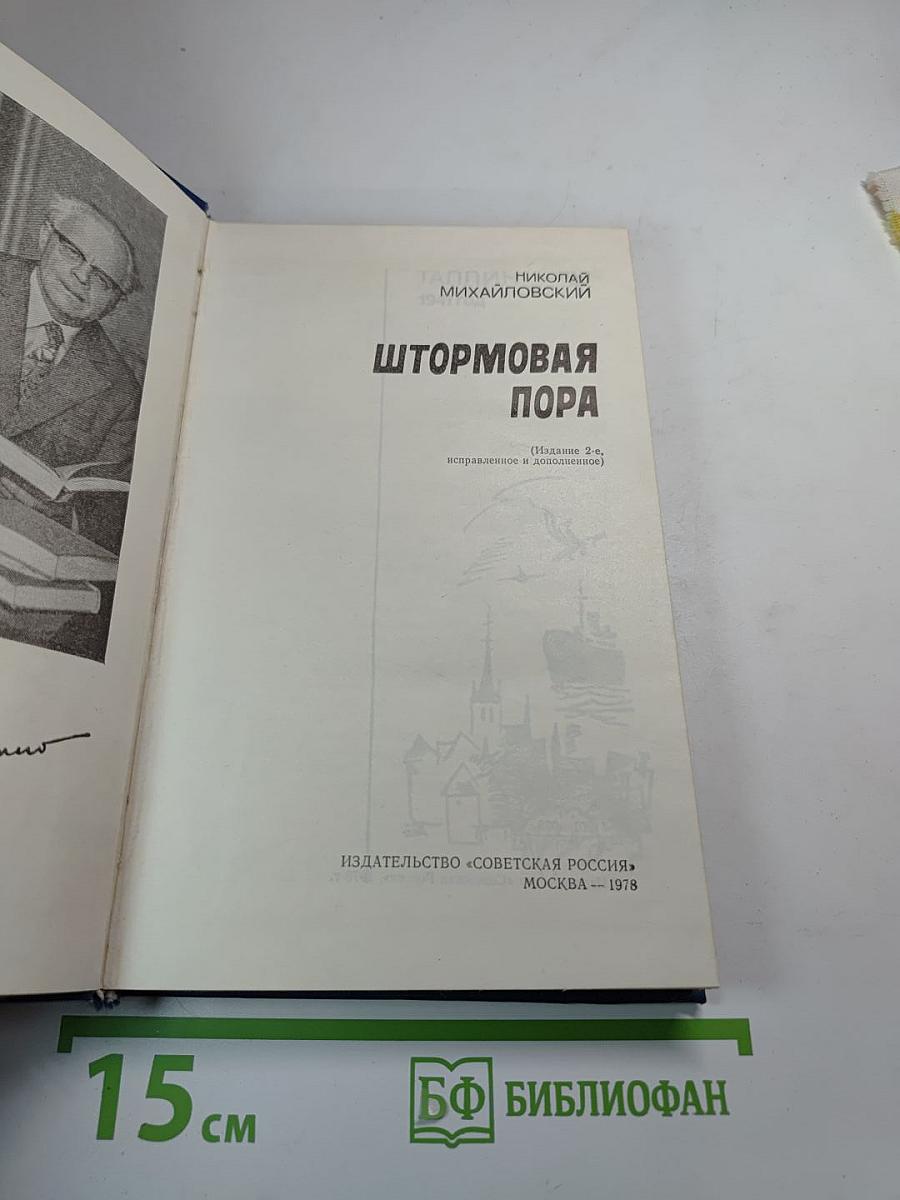 НИКОЛАЙ
МИХАЙЛОВСКИЙ
ШТОРМОВАЯ
ПОРА
(Издание 2-е,
исправленное и дополненное)
ИЗДАТЕЛЬСТВО «СОВЕТСКАЯ РОССИЯ»
МОСКВА — 1978
15 см
БФ БИБЛИОФАН